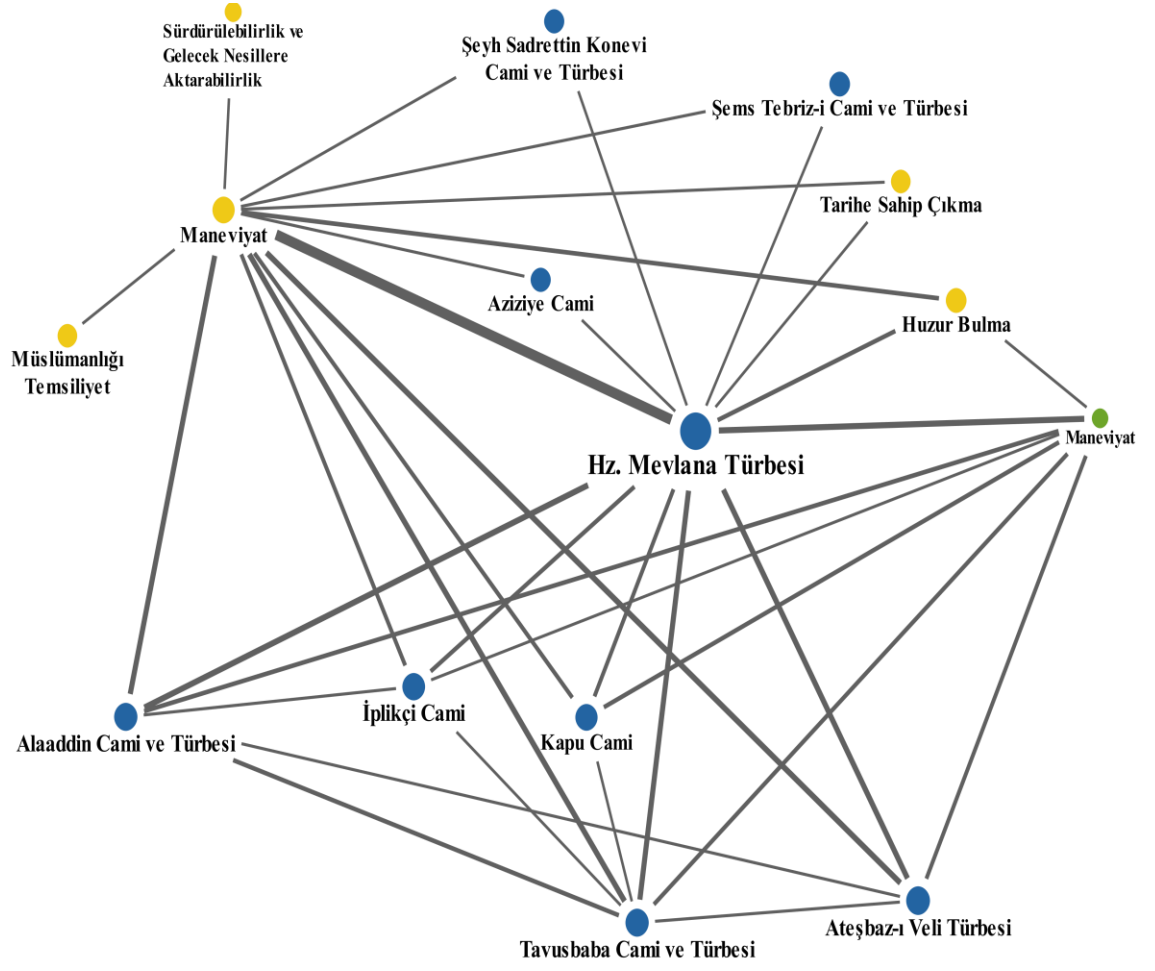 Sürdürülebilirlik ve
Gelecek Nesillere
Aktarabilirlik
Şeyh Sadrettin Konevi
Cami ve Türbesi
Şems Tebriz-i Cami ve Türbesi
Tarihe Sahip Çıkma
Maneviyat
Aziziye Cami
Huzur Bulma
Müslümanlığı
Temsiliyet
Maneviyat
Hz. Mevlana Türbesi
İplikçi Cami
Alaaddin Cami ve Türbesi
Kapu Cami
Ateşbaz-ı Veli Türbesi
Tavusbaba Cami ve Türbesi